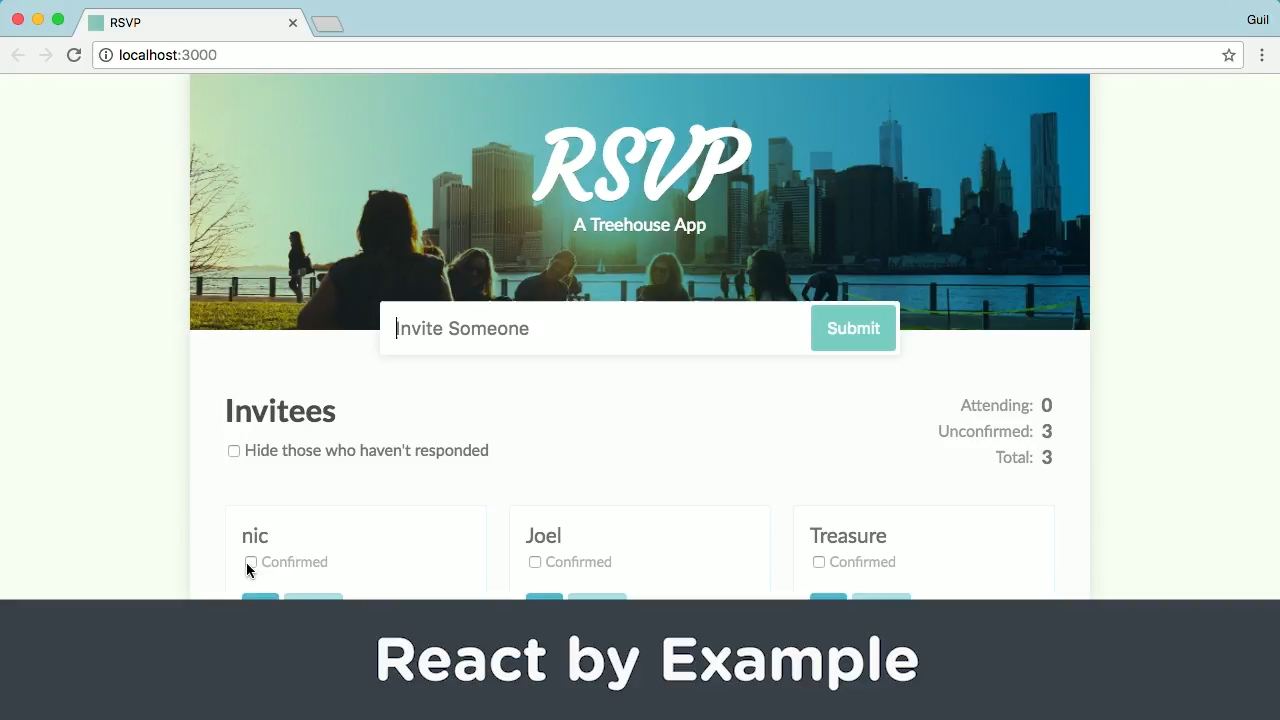 RSVP
Guil
localhost:3000
RSVP
A Treehouse App
Invite Someone
Submit
Invitees
Hide those who haven't responded
Attending: 0
Unconfirmed: 3
Total: 3
nic
Confirmed
Joel
Confirmed
Treasure
Confirmed
React by Example